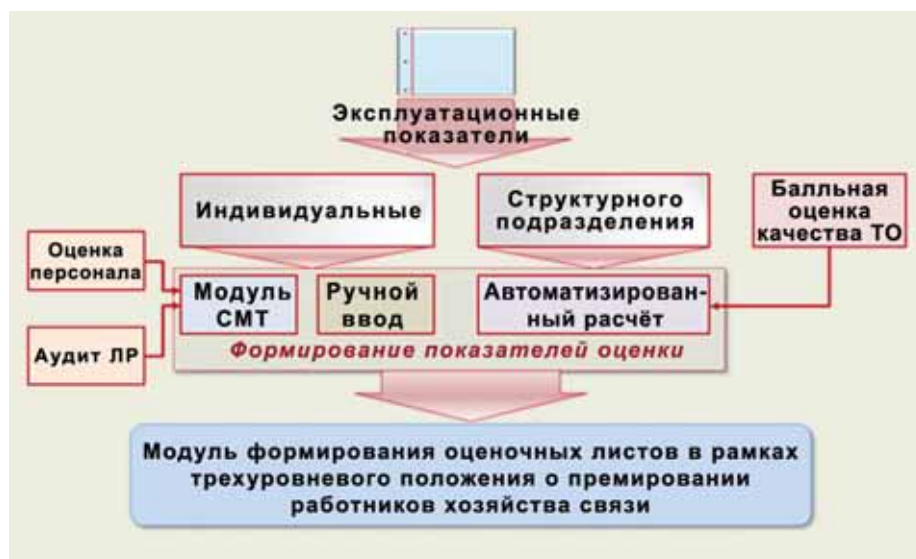 Эксплуатационные
показатели
Индивидуальные
Структурного
подразделения
Балльная
оценка
качества ТО
Оценка
персонала
Модуль
СМТ
Ручной
ввод
Автоматизирован-
ный расчёт
Аудит ЛР
Формирование показателей оценки
Модуль формирования оценочных листов в рамках
трехуровневого положения о премировании
работников хозяйства связи